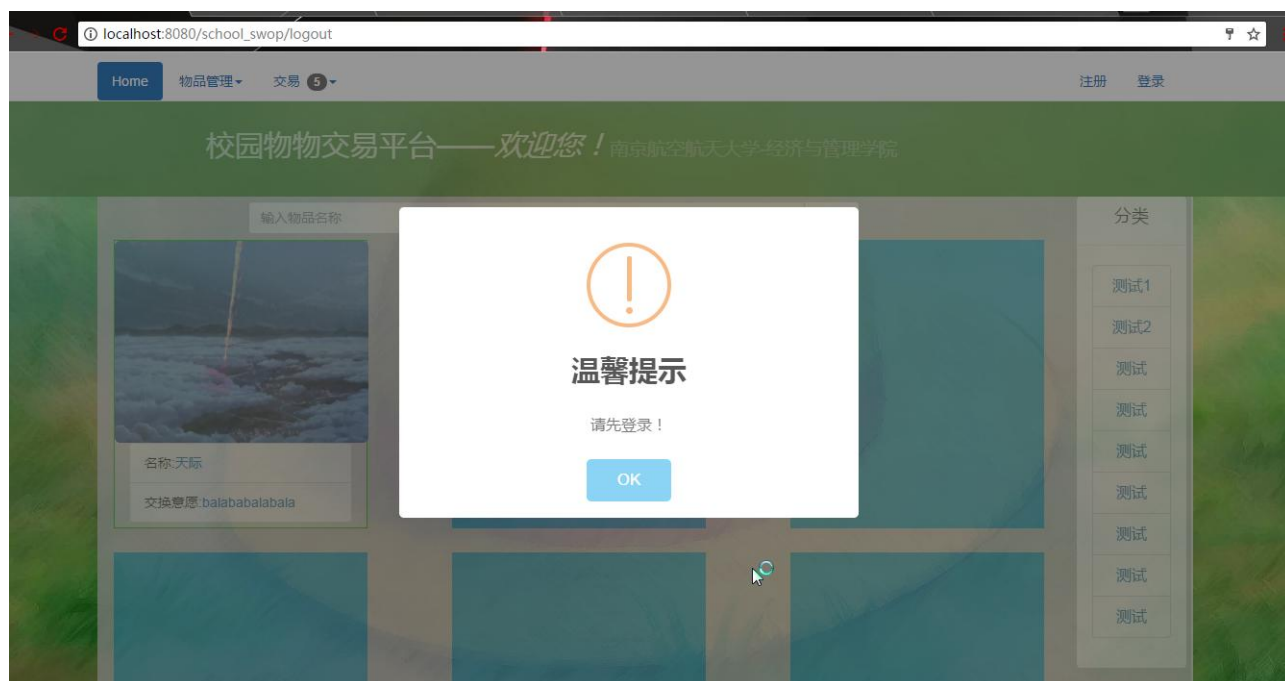 localhost:8080/school_swop/logout
Home 物品管理 交易 5 注册 登录
校园物物交易平台——欢迎您！南京航空航天大学-经济与管理学院
输入物品名称
分类
测试1
测试2
测试
测试
测试
测试
测试
测试
测试
温馨提示
请先登录！
OK
名称:天际
交换意愿:balababalabala